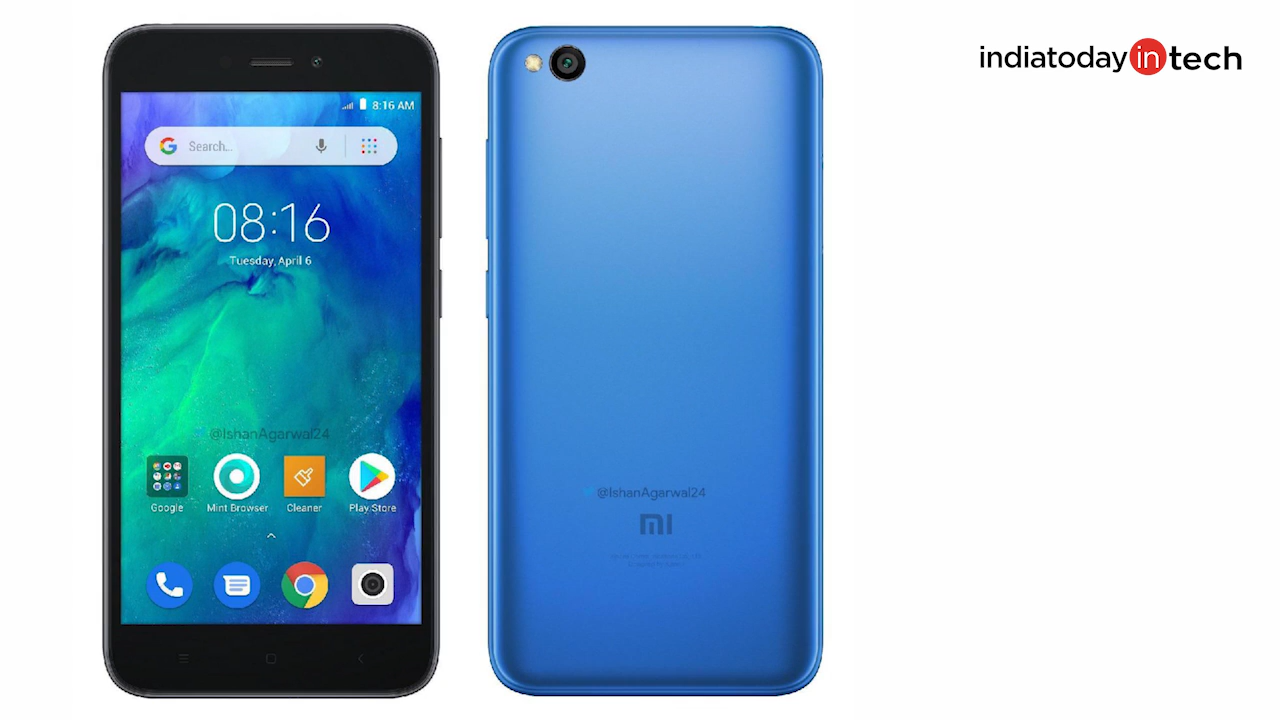 indiatoday in tech
8:16 AM
Search...
08:16
Tuesday, April 6
@IshanAgarwal24
Google Mint Browser Cleaner Play Store
@IshanAgarwal24
MI